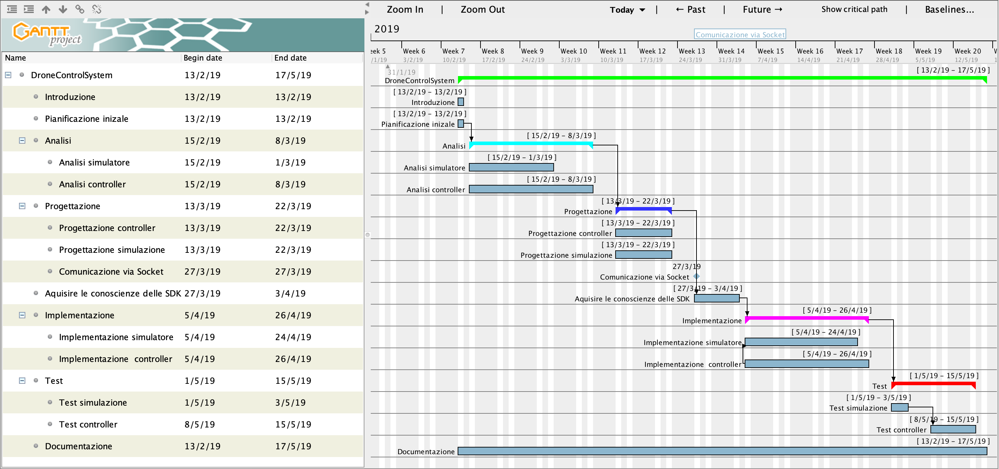 Zoom In | Zoom Out Today | ← Past | Future → Show critical path | Baselines...
GANTT project
2019
Comunicazione via Socket
eek 5 Week 6 Week 7 Week 8 Week 9 Week 10 Week 11 Week 12 Week 13 Week 14 Week 15 Week 16 Week 17 Week 18 Week 19 Week 20 W
/1/19 3/2/19 10/2/19 17/2/19 24/2/19 3/3/19 10/3/19 17/3/19 24/3/19 31/3/19 7/4/19 14/4/19 21/4/19 28/4/19 5/5/19 12/5/19 1
Name Begin date End date
DroneControlSystem 13/2/19 17/5/19
Introduzione 13/2/19 13/2/19
Pianificazione inizale 13/2/19 13/2/19
Analisi 15/2/19 8/3/19
Analisi simulatore 15/2/19 1/3/19
Analisi controller 15/2/19 8/3/19
Progettazione 13/3/19 22/3/19
Progettazione controller 13/3/19 22/3/19
Progettazione simulazione 13/3/19 22/3/19
Comunicazione via Socket 27/3/19 27/3/19
Aquisire le conoscienze delle SDK 27/3/19 3/4/19
Implementazione 5/4/19 26/4/19
Implementazione simulatore 5/4/19 24/4/19
Implementazione  controller 5/4/19 26/4/19
Test 1/5/19 15/5/19
Test simulazione 1/5/19 3/5/19
Test controller 8/5/19 15/5/19
Documentazione 13/2/19 17/5/19
31/1/19
[ 13/2/19 - 17/5/19 ]
DroneControlSystem
[ 13/2/19 - 13/2/19 ]
Introduzione
[ 13/2/19 - 13/2/19 ]
Pianificazione inizale
[ 15/2/19 - 8/3/19 ]
Analisi
[ 15/2/19 - 1/3/19 ]
Analisi simulatore
[ 15/2/19 - 8/3/19 ]
Analisi controller
[ 13/3/19 - 22/3/19 ]
Progettazione
[ 13/3/19 - 22/3/19 ]
Progettazione controller
[ 13/3/19 - 22/3/19 ]
Progettazione simulazione
27/3/19
Comunicazione via Socket
[ 27/3/19 - 3/4/19 ]
Aquisire le conoscienze delle SDK
[ 5/4/19 - 26/4/19 ]
Implementazione
[ 5/4/19 - 24/4/19 ]
Implementazione simulatore
[ 5/4/19 - 26/4/19 ]
Implementazione  controller
[ 1/5/19 - 15/5/19 ]
Test
[ 1/5/19 - 3/5/19 ]
Test simulazione
[ 8/5/19 - 15/5/19 ]
Test controller
[ 13/2/19 - 17/5/19 ]
Documentazione